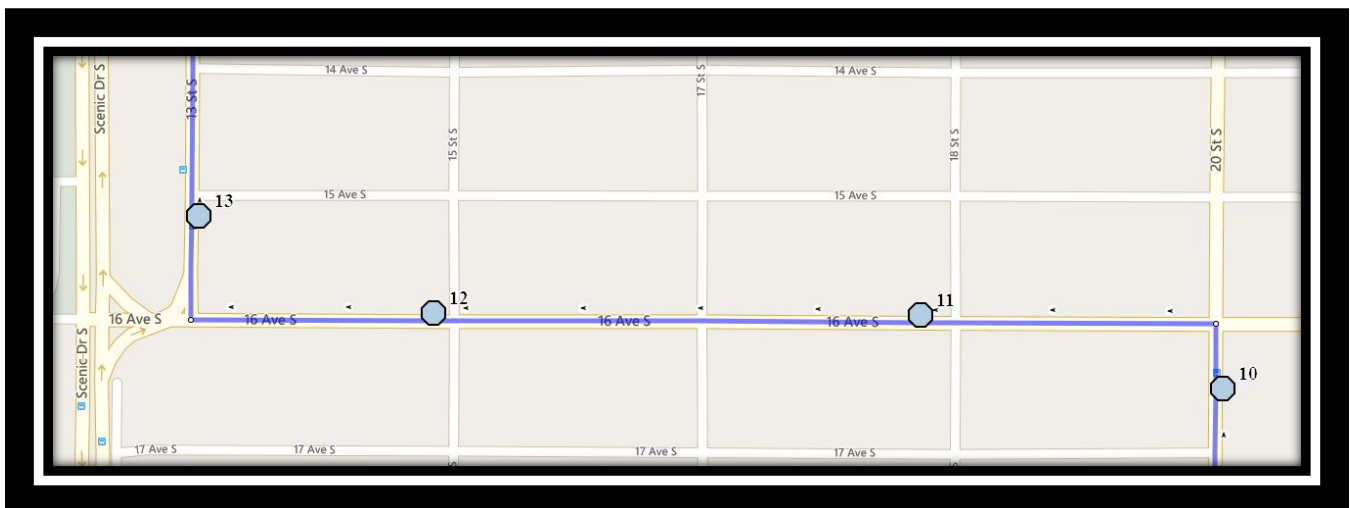 14 Ave S
14 Ave S
Scenic Dr S
13 St S
17 St S
15 St S
18 St S
20 St S
15 Ave S
15 Ave S
13
12
11
16 Ave S
16 Ave S
16 Ave S
16 Ave S
Scenic Dr S
10
17 Ave S
17 Ave S
17 Ave S
17 Ave S